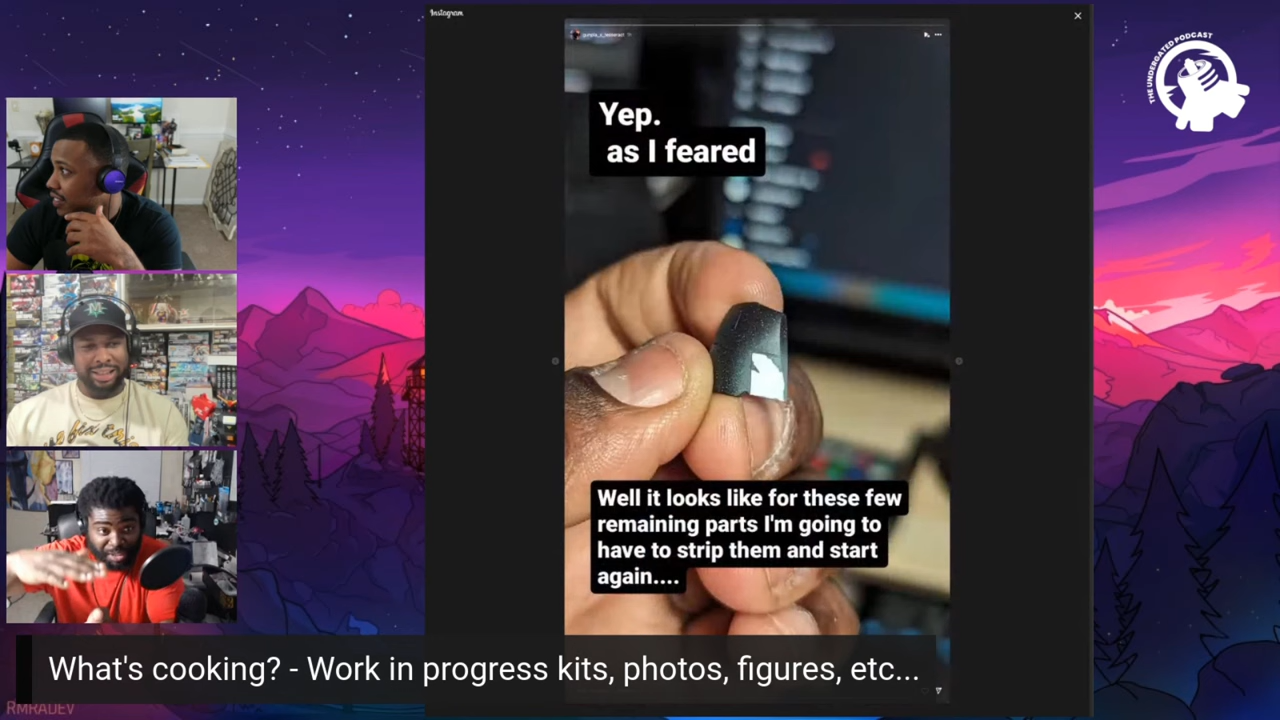 Instagram
THE UNDERGATED PODCAST
Yep.
as I feared
Well it looks like for these few
remaining parts I'm going to
have to strip them and start
again....
What's cooking? - Work in progress kits, photos, figures, etc...
RMRADEV